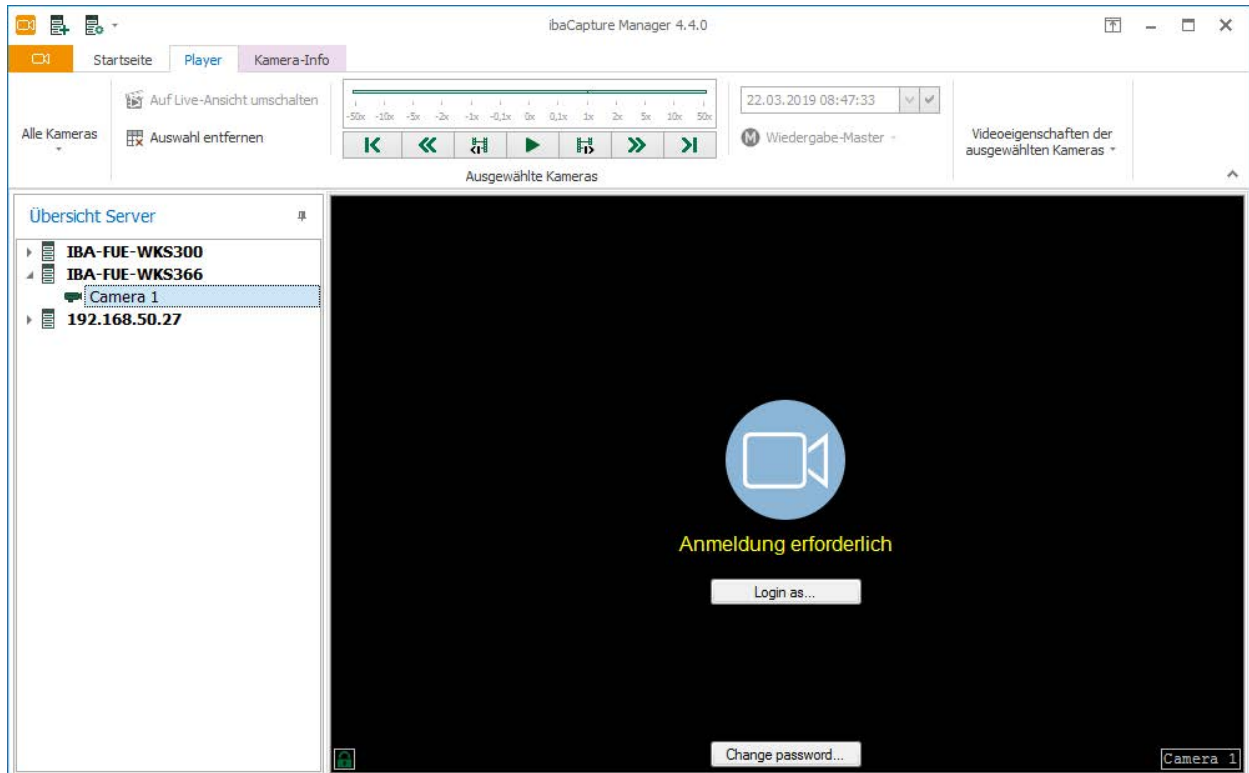 ibaCapture Manager 4.4.0
Startseite Player Kamera-Info
Alle Kameras
Auf Live-Ansicht umschalten
Auswahl entfernen
-50x -10x -5x -2x -1x -0,1x 0x 0,1x 1x 2x 5x 10x 50x
Ausgewählte Kameras
22.03.2019 08:47:33
M Wiedergabe-Master
Videoeigenschaften der
ausgewählten Kameras
Übersicht Server
IBA-FUE-WKS300
IBA-FUE-WKS366
Camera 1
192.168.50.27
Anmeldung erforderlich
Login as...
Change password...
Camera 1